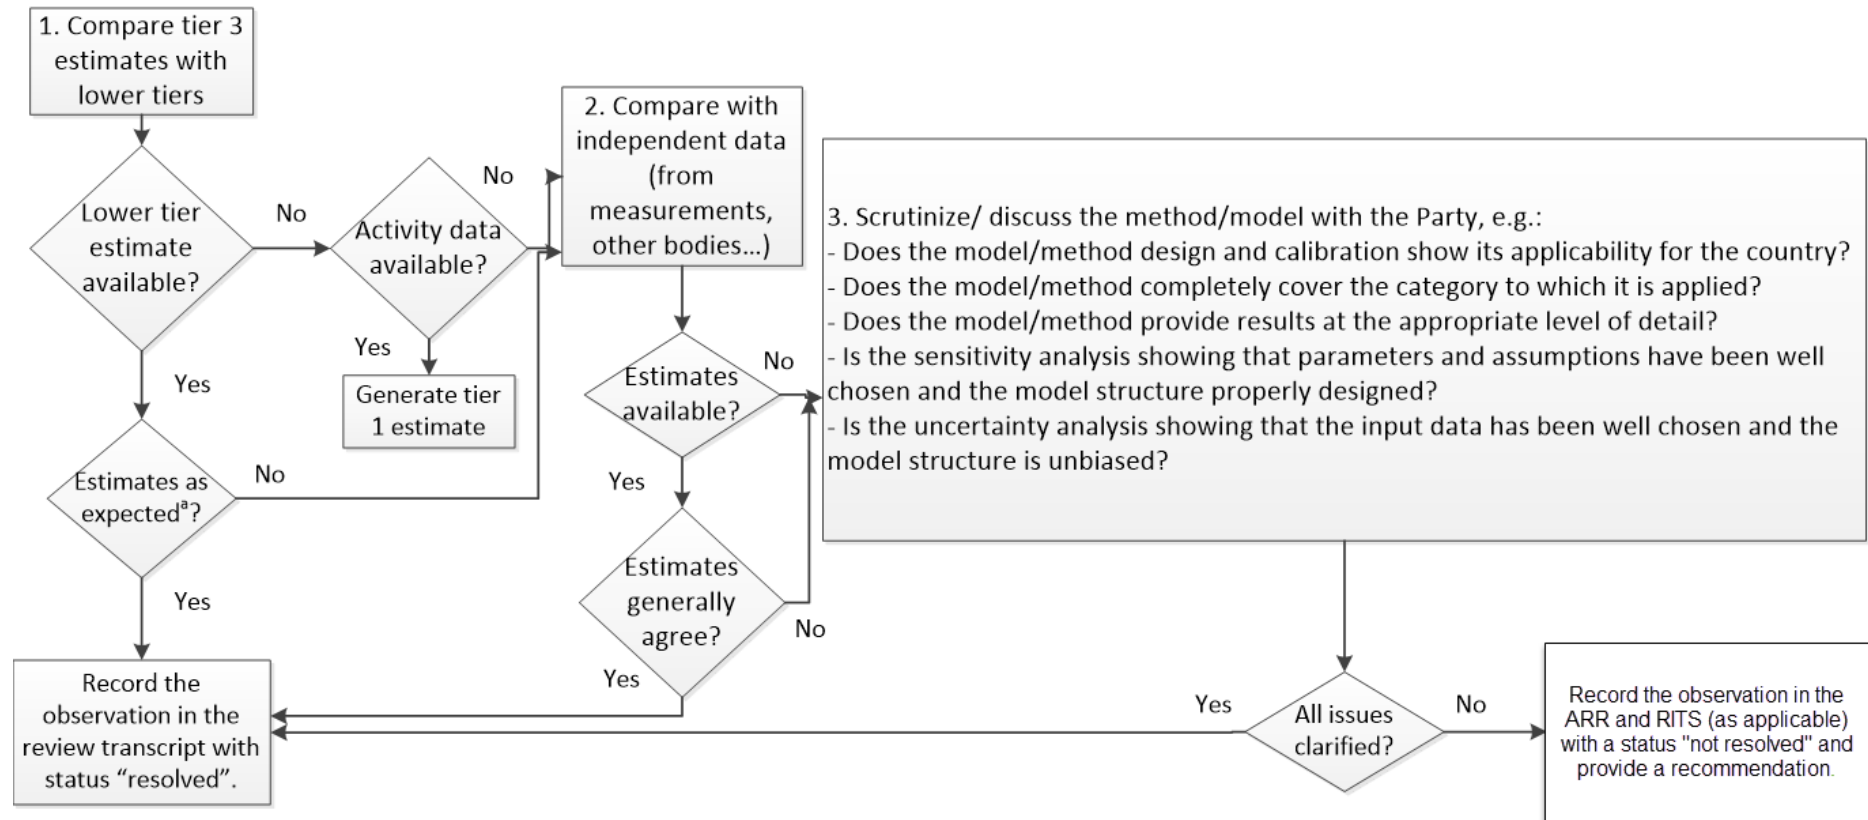 1. Compare tier 3
estimates with
lower tiers
Lower tier
estimate
available?
No
Activity data
available?
No
Yes
Generate tier
1 estimate
Yes
Estimates as
expectedª?
No
Yes
Record the
observation in the
review transcript with
status “resolved”.
2. Compare with
independent data
(from
measurements,
other bodies...)
Estimates
available?
No
Yes
Estimates
generally
agree?
No
Yes
3. Scrutinize/ discuss the method/model with the Party, e.g.:
- Does the model/method design and calibration show its applicability for the country?
- Does the model/method completely cover the category to which it is applied?
- Does the model/method provide results at the appropriate level of detail?
- Is the sensitivity analysis showing that parameters and assumptions have been well
chosen and the model structure properly designed?
- Is the uncertainty analysis showing that the input data has been well chosen and the
model structure is unbiased?
Yes
All issues
clarified?
No
Record the observation in the
ARR and RITS (as applicable)
with a status "not resolved" and
provide a recommendation.